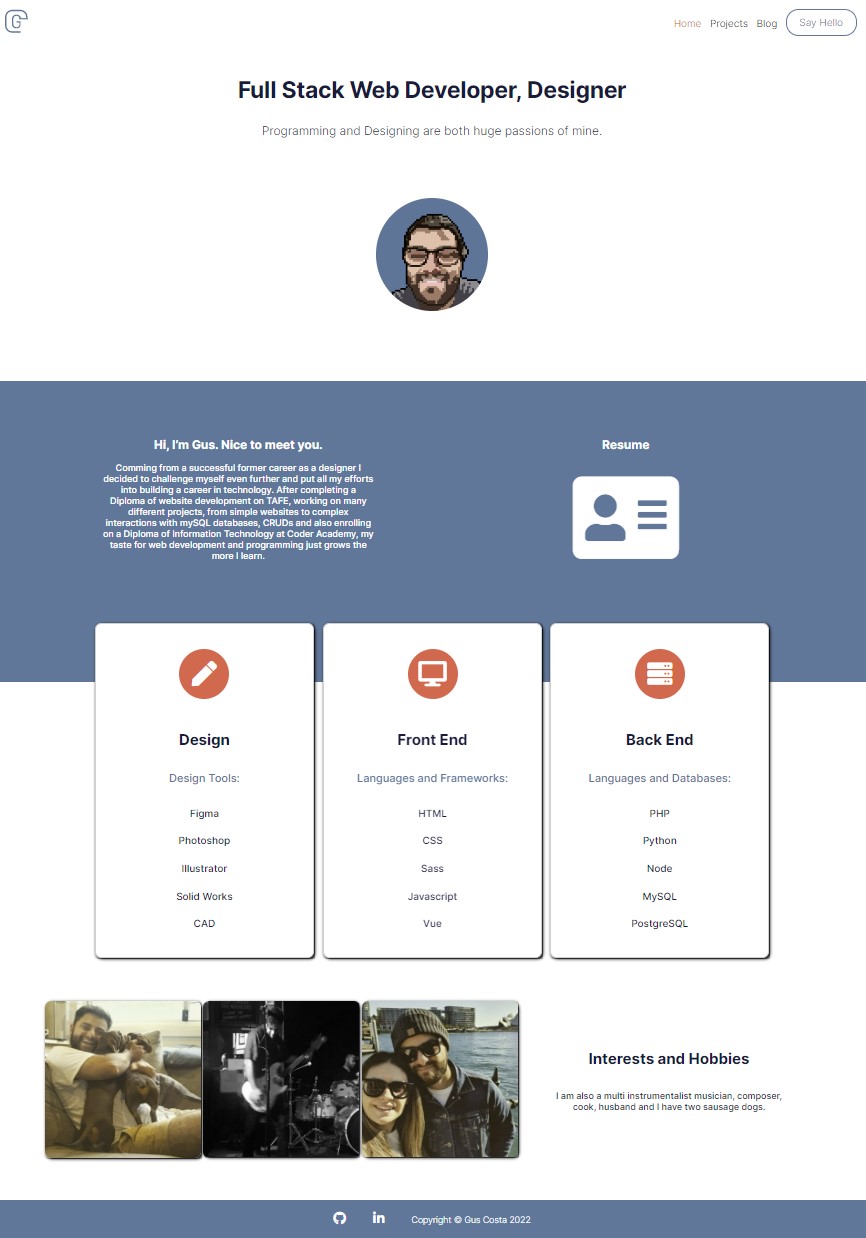 G
Home Projects Blog Say Hello
Full Stack Web Developer, Designer
Programming and Designing are both huge passions of mine.
Hi, I'm Gus. Nice to meet you.
Comming from a successful former career as a designer I
decided to challenge myself even further and put all my efforts
into building a career in technology. After completing a
Diploma of website development on TAFE, working on many
different projects, from simple websites to complex
interactions with mySQL databases, CRUDs and also enrolling
on a Diploma of Information Technology at Coder Academy, my
taste for web development and programming just grows the
more I learn.
Resume
Design
Design Tools:
Figma
Photoshop
Illustrator
Solid Works
CAD
Front End
Languages and Frameworks:
HTML
CSS
Sass
Javascript
Vue
Back End
Languages and Databases:
PHP
Python
Node
MySQL
PostgreSQL
Interests and Hobbies
I am also a multi instrumentalist musician, composer,
cook, husband and I have two sausage dogs.
in
Copyright © Gus Costa 2022